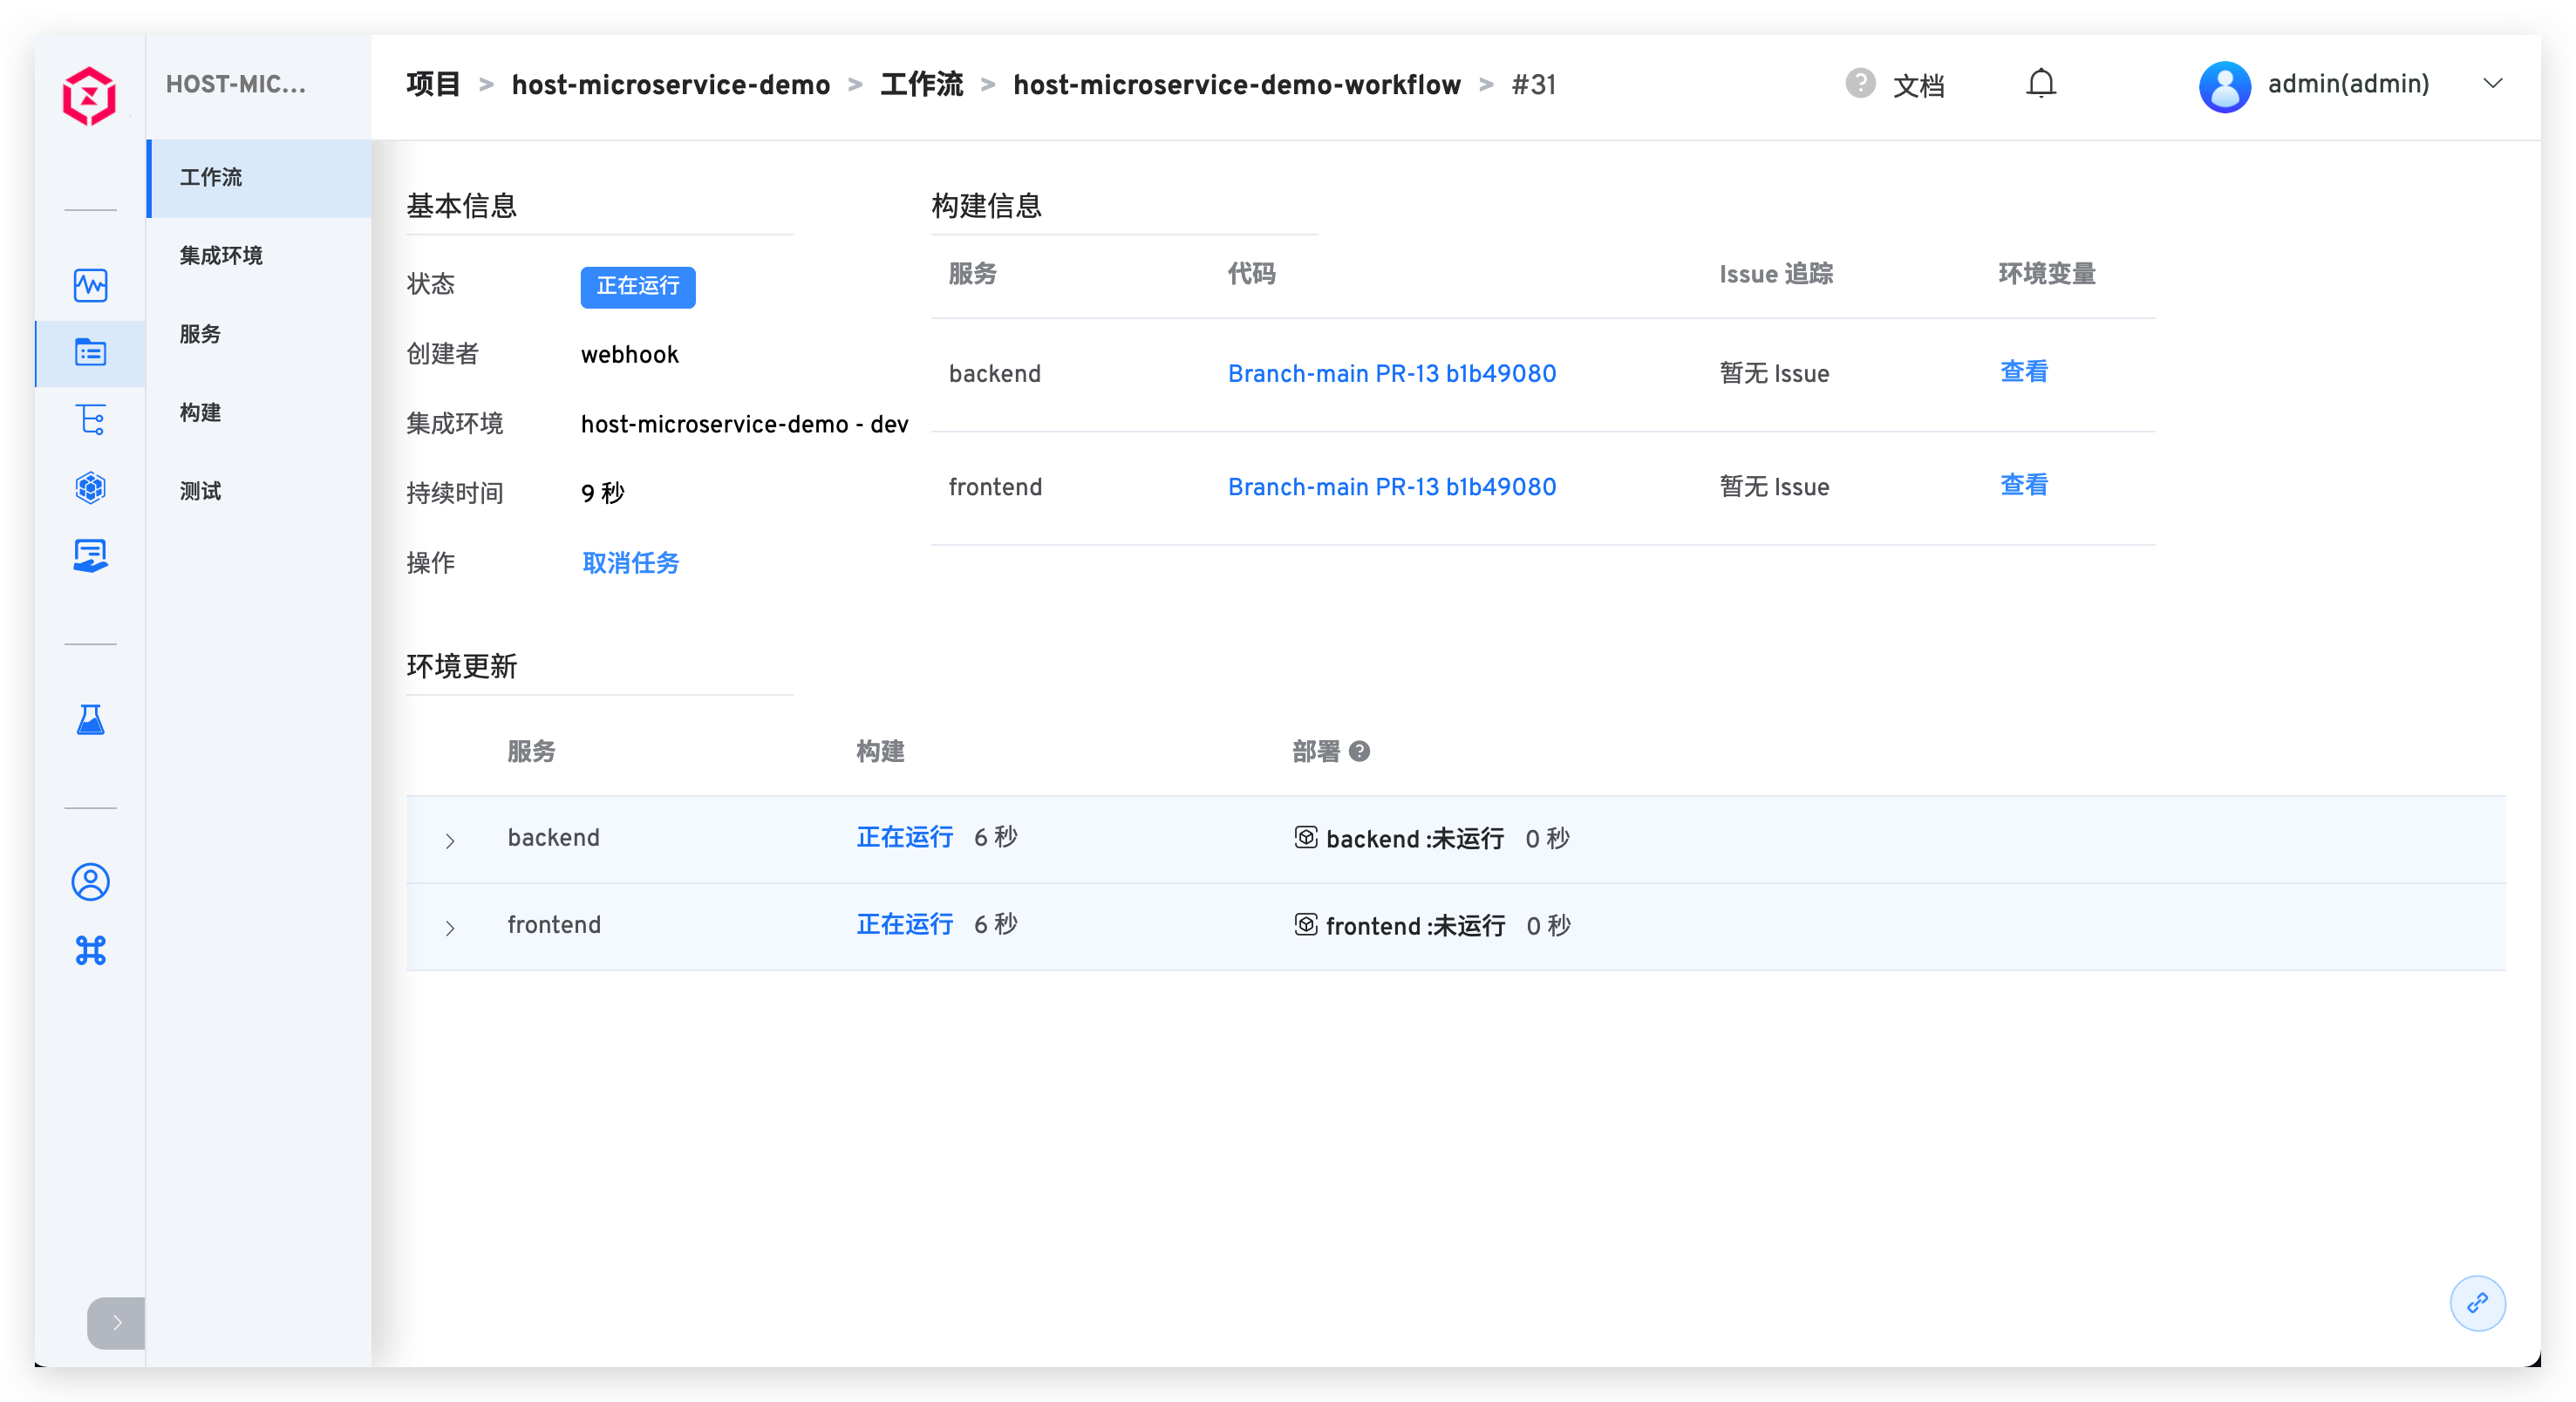 HOST-MIC...
项目 > host-microservice-demo > 工作流 > host-microservice-demo-workflow > #31
? 文档
admin(admin)
工作流
集成环境
服务
构建
测试
基本信息
状态 正在运行
创建者 webhook
集成环境 host-microservice-demo - dev
持续时间 9 秒
操作 取消任务
构建信息
服务 代码 Issue 追踪 环境变量
backend Branch-main PR-13 b1b49080 暂无 Issue 查看
frontend Branch-main PR-13 b1b49080 暂无 Issue 查看
环境更新
服务 构建 部署 ?
backend 正在运行 6 秒 backend :未运行 0 秒
frontend 正在运行 6 秒 frontend :未运行 0 秒